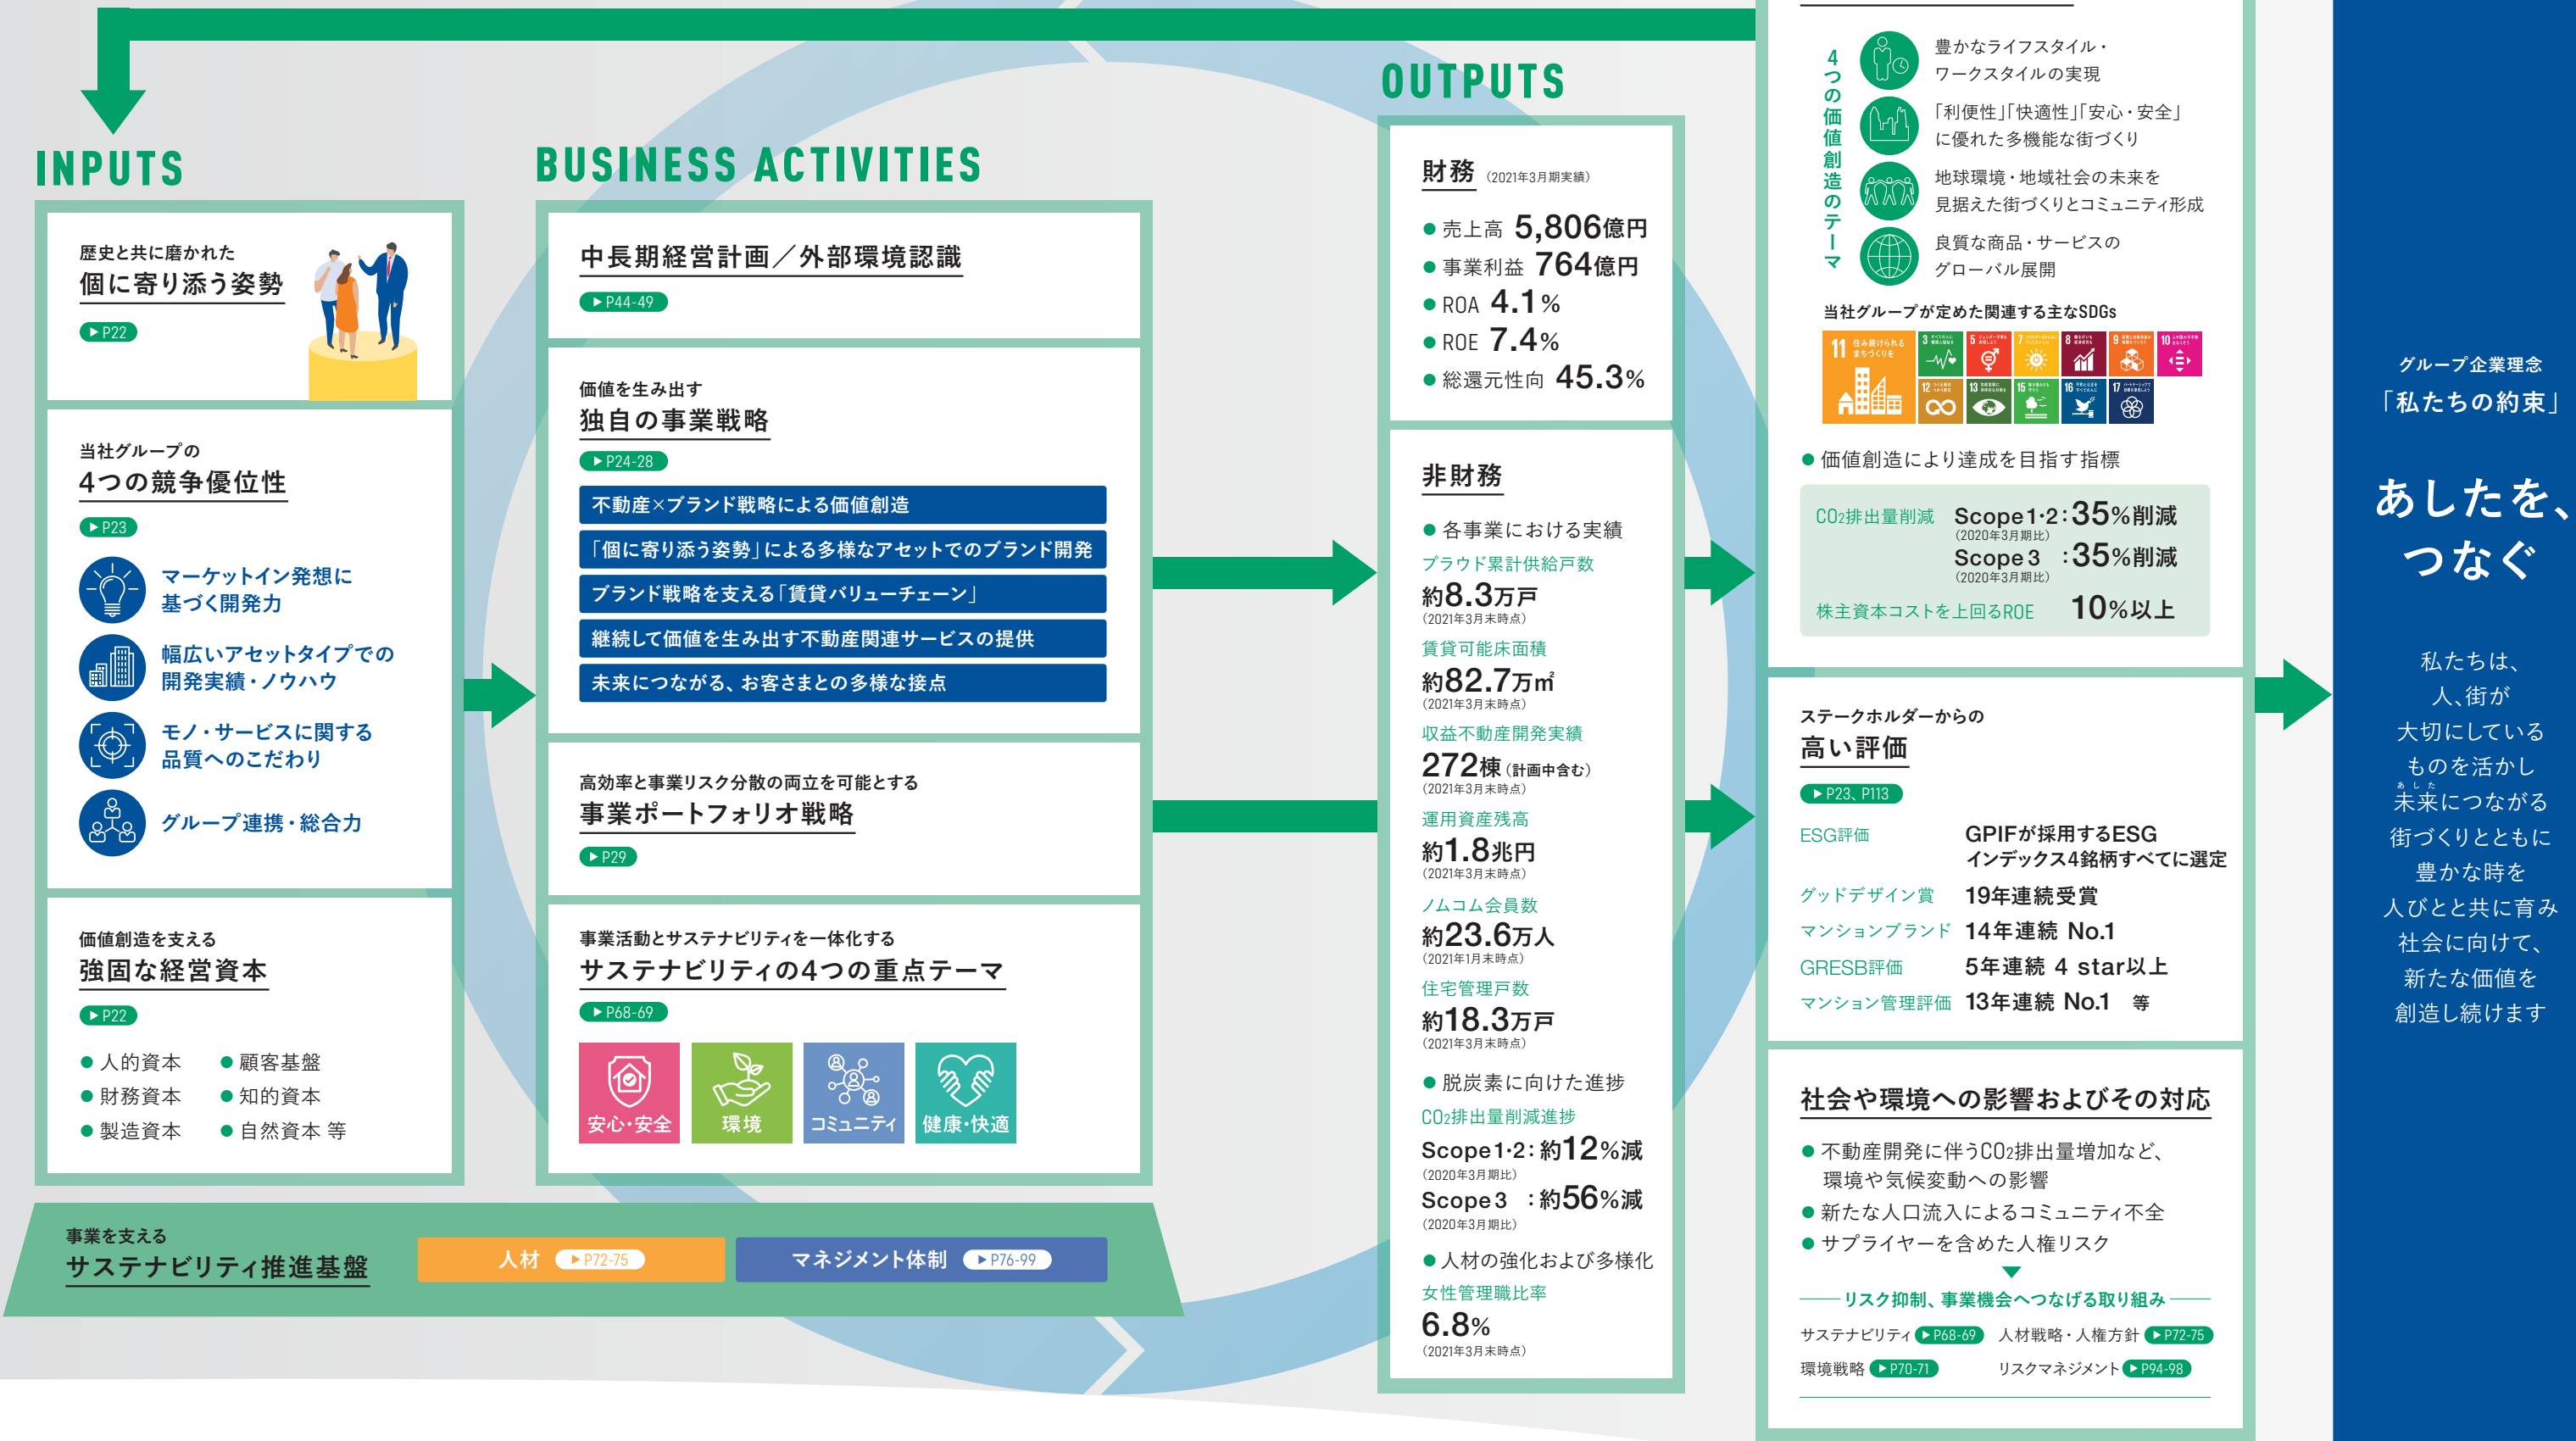 INPUTS
歴史と共に磨かれた
個に寄り添う姿勢
▶P22
当社グループの
4つの競争優位性
▶P23
マーケットイン発想に
基づく開発力
幅広いアセットタイプでの
開発実績・ノウハウ
モノ・サービスに関する
品質へのこだわり
グループ連携・総合力
価値創造を支える
強固な経営資本
▶P22
● 人的資本 ● 顧客基盤
● 財務資本 ● 知的資本
● 製造資本 ● 自然資本 等
BUSINESS ACTIVITIES
中長期経営計画／外部環境認識
▶P44-49
価値を生み出す
独自の事業戦略
▶P24-28
不動産×ブランド戦略による価値創造
「個に寄り添う姿勢」による多様なアセットでのブランド開発
ブランド戦略を支える「賃貸バリューチェーン」
継続して価値を生み出す不動産関連サービスの提供
未来につながる、お客さまとの多様な接点
高効率と事業リスク分散の両立を可能とする
事業ポートフォリオ戦略
▶P29
事業活動とサステナビリティを一体化する
サステナビリティの4つの重点テーマ
▶P68-69
安心・安全 環境 コミュニティ 健康・快適
事業を支える
サステナビリティ推進基盤
人材 ▶P72-75
マネジメント体制 ▶P76-99
OUTPUTS
財務 (2021年3月期実績)
● 売上高 5,806億円
● 事業利益 764億円
● ROA 4.1%
● ROE 7.4%
● 総還元性向 45.3%
非財務
● 各事業における実績
プラウド累計供給戸数
約8.3万戸
(2021年3月末時点)
賃貸可能床面積
約82.7万㎡
(2021年3月末時点)
収益不動産開発実績
272棟(計画中含む)
(2021年3月末時点)
運用資産残高
約1.8兆円
(2021年3月末時点)
ノムコム会員数
約23.6万人
(2021年1月末時点)
住宅管理戸数
約18.3万戸
(2021年3月末時点)
● 脱炭素に向けた進捗
CO2排出量削減進捗
Scope1・2：約12%減
(2020年3月期比)
Scope3 ：約56%減
(2020年3月期比)
● 人材の強化および多様化
女性管理職比率
6.8%
(2021年3月末時点)
4つの価値創造のテーマ
豊かなライフスタイル・
ワークスタイルの実現
「利便性」「快適性」「安心・安全」
に優れた多機能な街づくり
地球環境・地域社会の未来を
見据えた街づくりとコミュニティ形成
良質な商品・サービスの
グローバル展開
当社グループが定めた関連する主なSDGs
11 住み続けられる
まちづくりを
3 5 7 8 9 10
12 13 15 16 17
● 価値創造により達成を目指す指標
CO2排出量削減 Scope1・2：35%削減
(2020年3月期比)
Scope3 ：35%削減
(2020年3月期比)
株主資本コストを上回るROE 10%以上
ステークホルダーからの
高い評価
▶P23、P113
ESG評価 GPIFが採用するESG
インデックス4銘柄すべてに選定
グッドデザイン賞 19年連続受賞
マンションブランド 14年連続 No.1
GRESB評価 5年連続 4 star以上
マンション管理評価 13年連続 No.1 等
社会や環境への影響およびその対応
● 不動産開発に伴うCO2排出量増加など、
環境や気候変動への影響
● 新たな人口流入によるコミュニティ不全
● サプライヤーを含めた人権リスク
リスク抑制、事業機会へつなげる取り組み
サステナビリティ ▶P68-69 人材戦略・人権方針 ▶P72-75
環境戦略 ▶P70-71 リスクマネジメント ▶P94-98
グループ企業理念
「私たちの約束」
あしたを、
つなぐ
私たちは、
人、街が
大切にしている
ものを活かし
あした
未来につながる
街づくりとともに
豊かな時を
人びとと共に育み
社会に向けて、
新たな価値を
創造し続けます